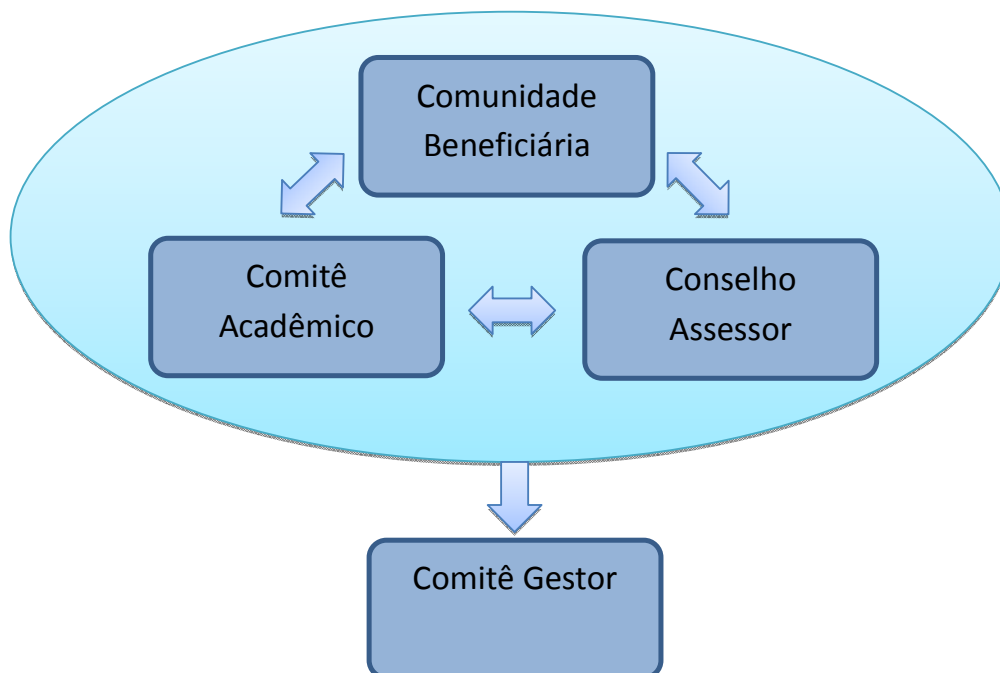 Comunidade
Beneficiária
Comitê
Acadêmico
Conselho
Assessor
Comitê Gestor